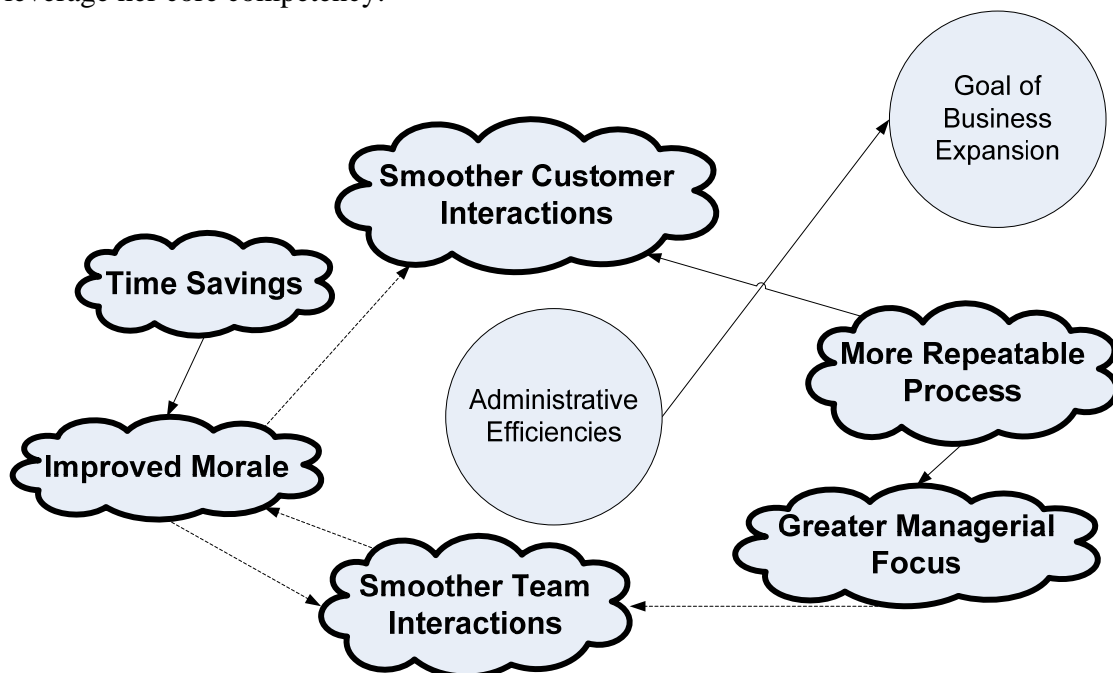 leverage her core competency.
Goal of
Business
Expansion
Smoother Customer
Interactions
Time Savings
More Repeatable
Process
Administrative
Efficiencies
Improved Morale
Greater Managerial
Focus
Smoother Team
Interactions